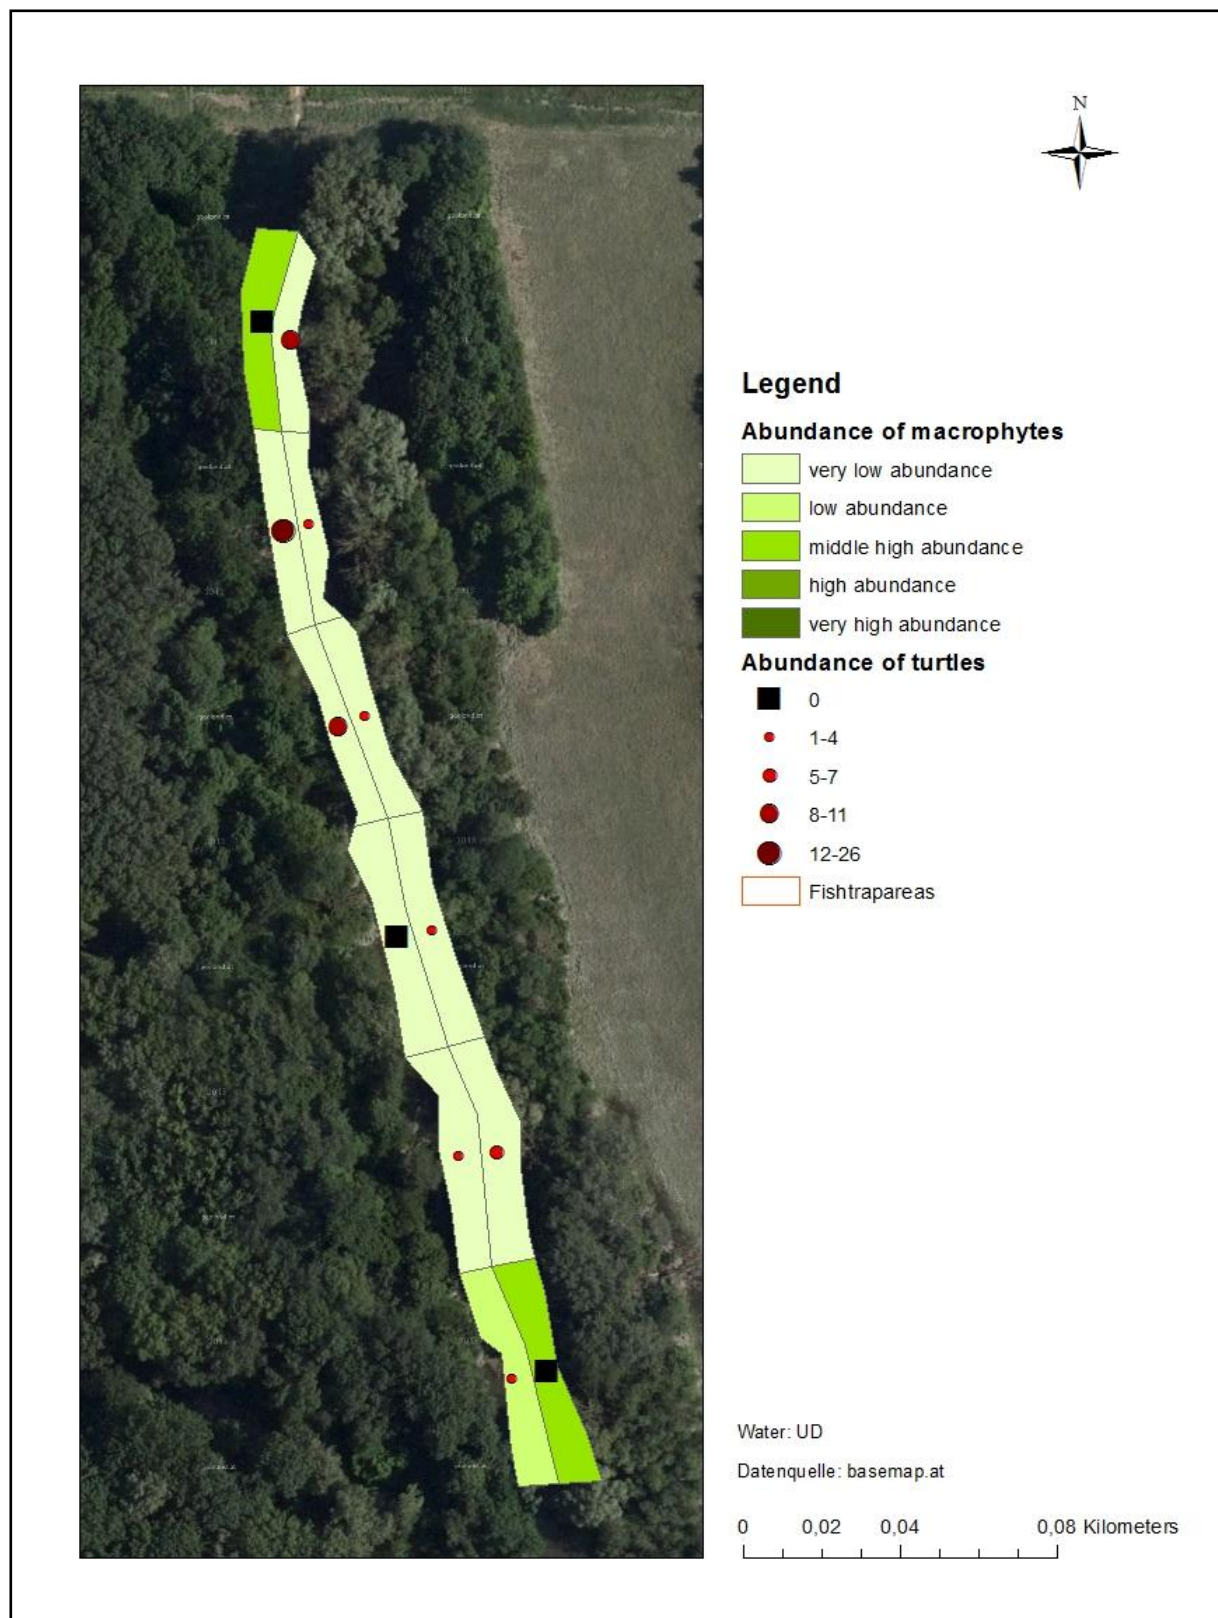 N
Legend
Abundance of macrophytes
very low abundance
low abundance
middle high abundance
high abundance
very high abundance
Abundance of turtles
0
1-4
5-7
8-11
12-26
Fishtrapareas
Water: UD
Datenquelle: basemap.at
0 0,02 0,04 0,08 Kilometers